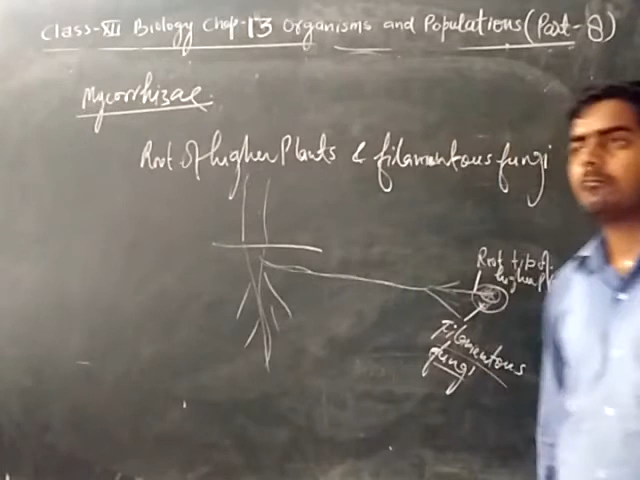 Class-XII Biology Chap-13 Organisms and Populations (Part-8)
Mycorrhizae
Root of higher Plants & filamentous fungi
Root tip of
higher Pl
Filamentous
fungi